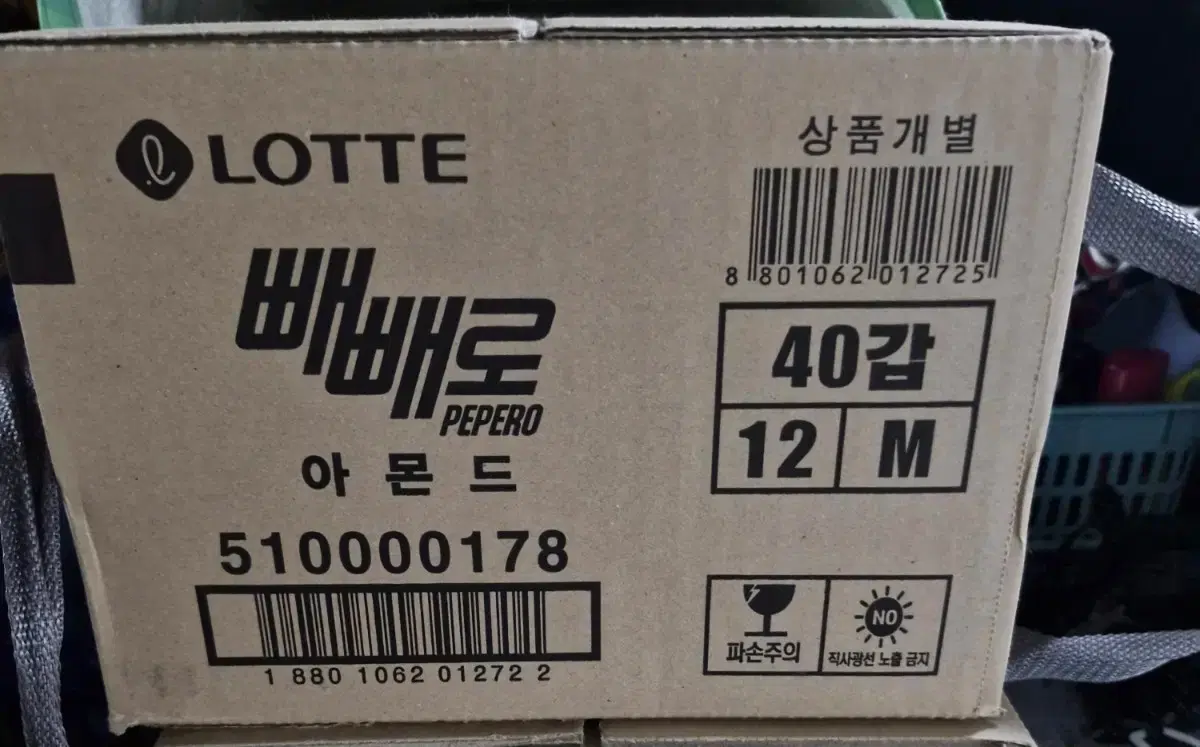 LOTTE
빼빼로
PEPERO
아몬드
510000178
1 880 1062 01272 2
상품개별
8 801062 012725
40갑
12 M
파손주의
NO
직사광선 노출 금지